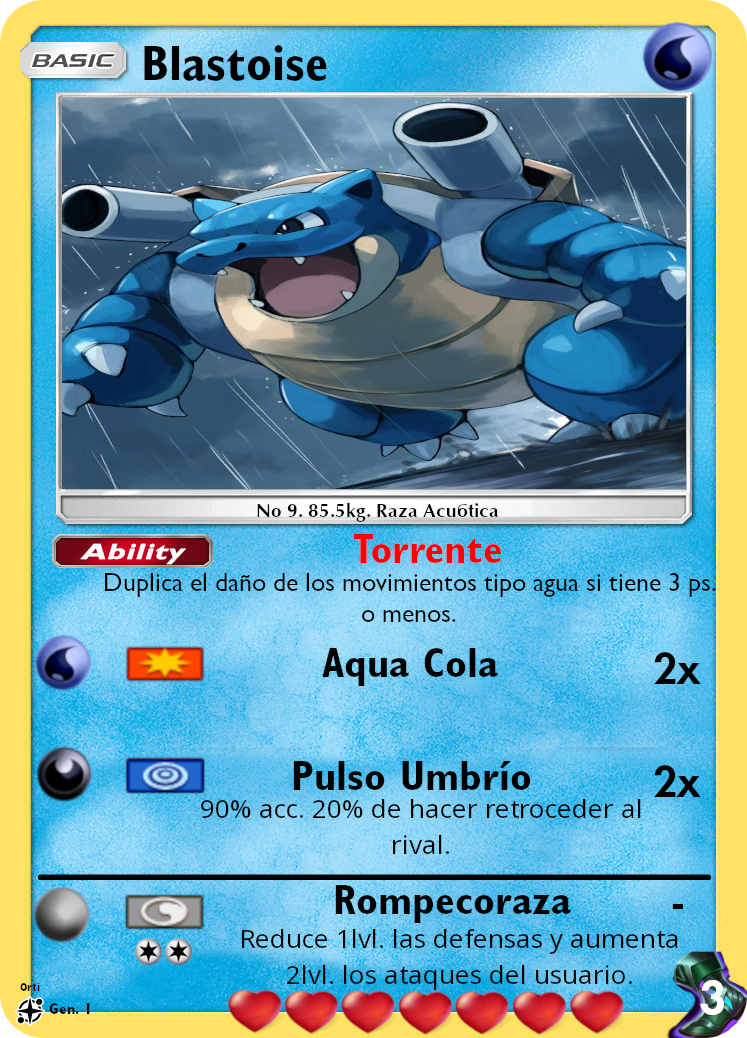 BASIC Blastoise
No 9. 85.5kg. Raza Acuбtica
Ability Torrente
Duplica el daño de los movimientos tipo agua si tiene 3 ps.
o menos.
Aqua Cola 2x
Pulso Umbrío 2x
90% acc. 20% de hacer retroceder al
rival.
Rompecoraza -
Reduce 1lvl. las defensas y aumenta
2lvl. los ataques del usuario.
Orti
Gen. I
3